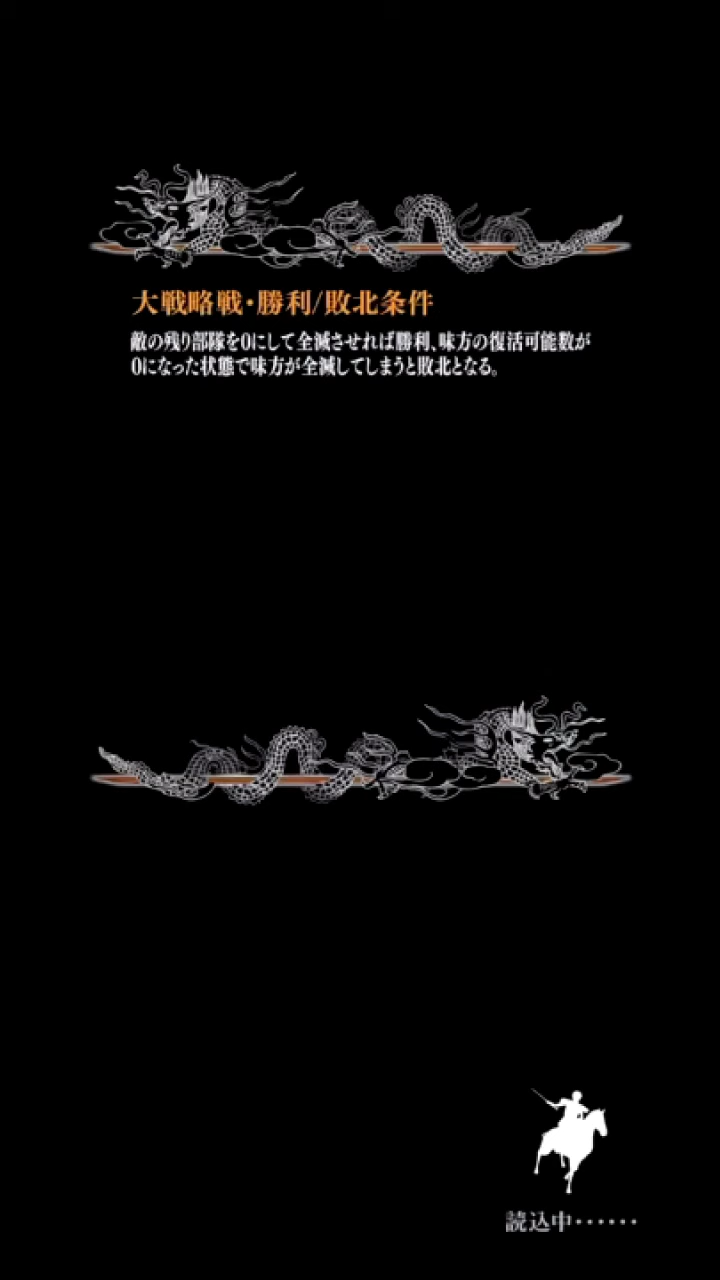 大戦略戦・勝利/敗北条件
敵の残り部隊を0にして全滅させれば勝利、味方の復活可能数が
0になった状態で味方が全滅してしまうと敗北となる。
読込中・・・・・・